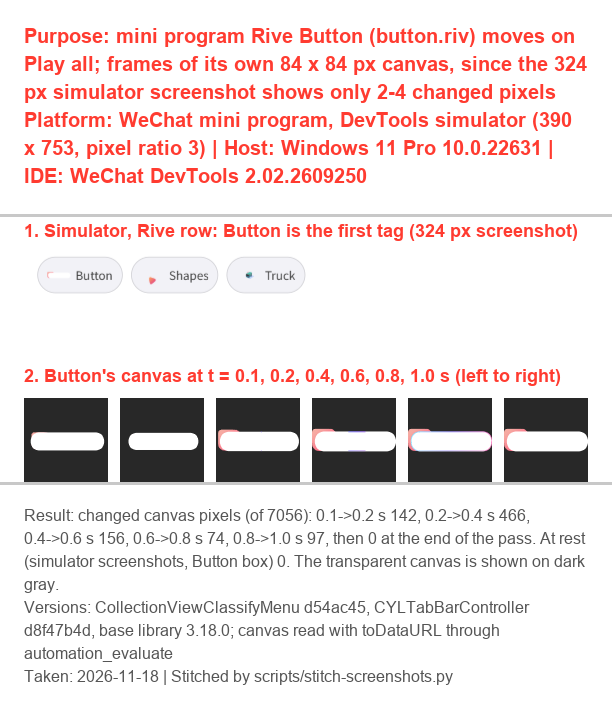 Purpose: mini program Rive Button (button.riv) moves on
Play all; frames of its own 84 x 84 px canvas, since the 324
px simulator screenshot shows only 2-4 changed pixels
Platform: WeChat mini program, DevTools simulator (390
x 753, pixel ratio 3) | Host: Windows 11 Pro 10.0.22631 |
IDE: WeChat DevTools 2.02.2609250
1. Simulator, Rive row: Button is the first tag (324 px screenshot)
Button Shapes Truck
2. Button's canvas at t = 0.1, 0.2, 0.4, 0.6, 0.8, 1.0 s (left to right)
Result: changed canvas pixels (of 7056): 0.1->0.2 s 142, 0.2->0.4 s 466,
0.4->0.6 s 156, 0.6->0.8 s 74, 0.8->1.0 s 97, then 0 at the end of the pass. At rest
(simulator screenshots, Button box) 0. The transparent canvas is shown on dark
gray.
Versions: CollectionViewClassifyMenu d54ac45, CYLTabBarController
d8f47b4d, base library 3.18.0; canvas read with toDataURL through
automation_evaluate
Taken: 2026-11-18 | Stitched by scripts/stitch-screenshots.py